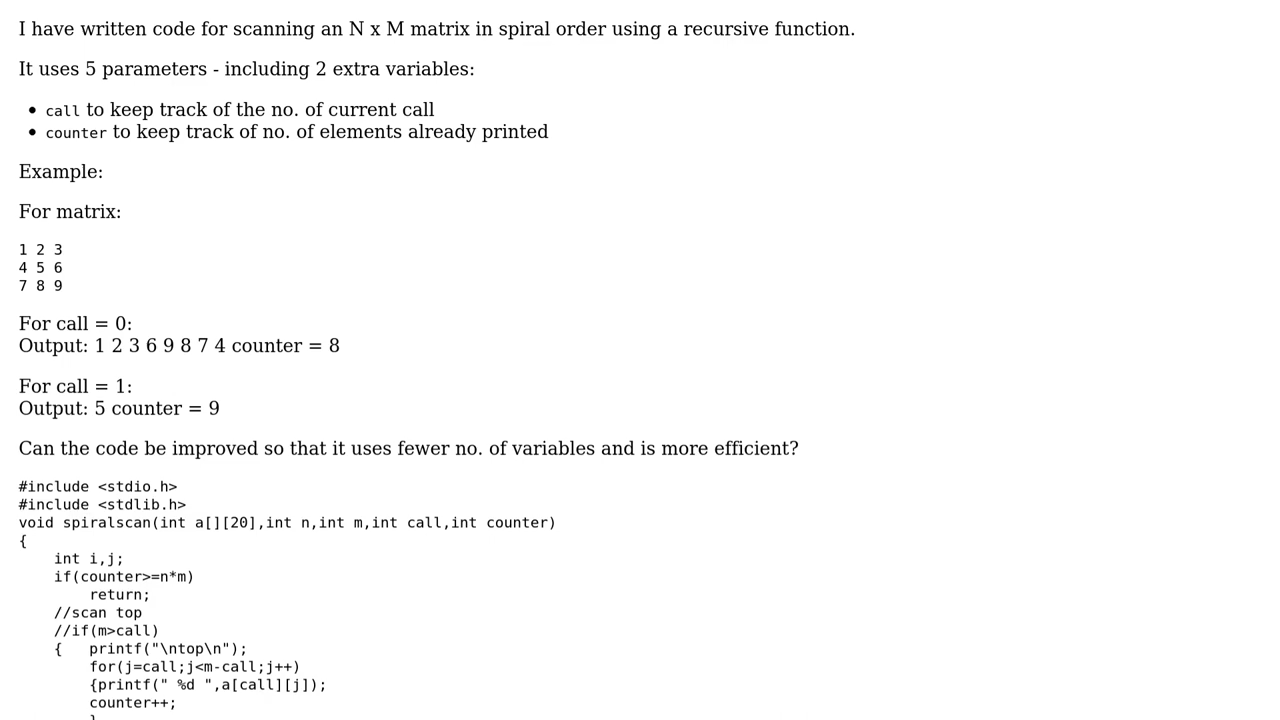 I have written code for scanning an N x M matrix in spiral order using a recursive function.
It uses 5 parameters - including 2 extra variables:
• call to keep track of the no. of current call
• counter to keep track of no. of elements already printed
Example:
For matrix:
1 2 3
4 5 6
7 8 9
For call = 0:
Output: 1 2 3 6 9 8 7 4 counter = 8
For call = 1:
Output: 5 counter = 9
Can the code be improved so that it uses fewer no. of variables and is more efficient?
#include <stdio.h>
#include <stdlib.h>
void spiralscan(int a[][20],int n,int m,int call,int counter)
{
    int i,j;
    if(counter>=n*m)
        return;
    //scan top
    //if(m>call)
    {   printf("\ntop\n");
        for(j=call;j<m-call;j++)
        {printf(" %d ",a[call][j]);
        counter++;
        }